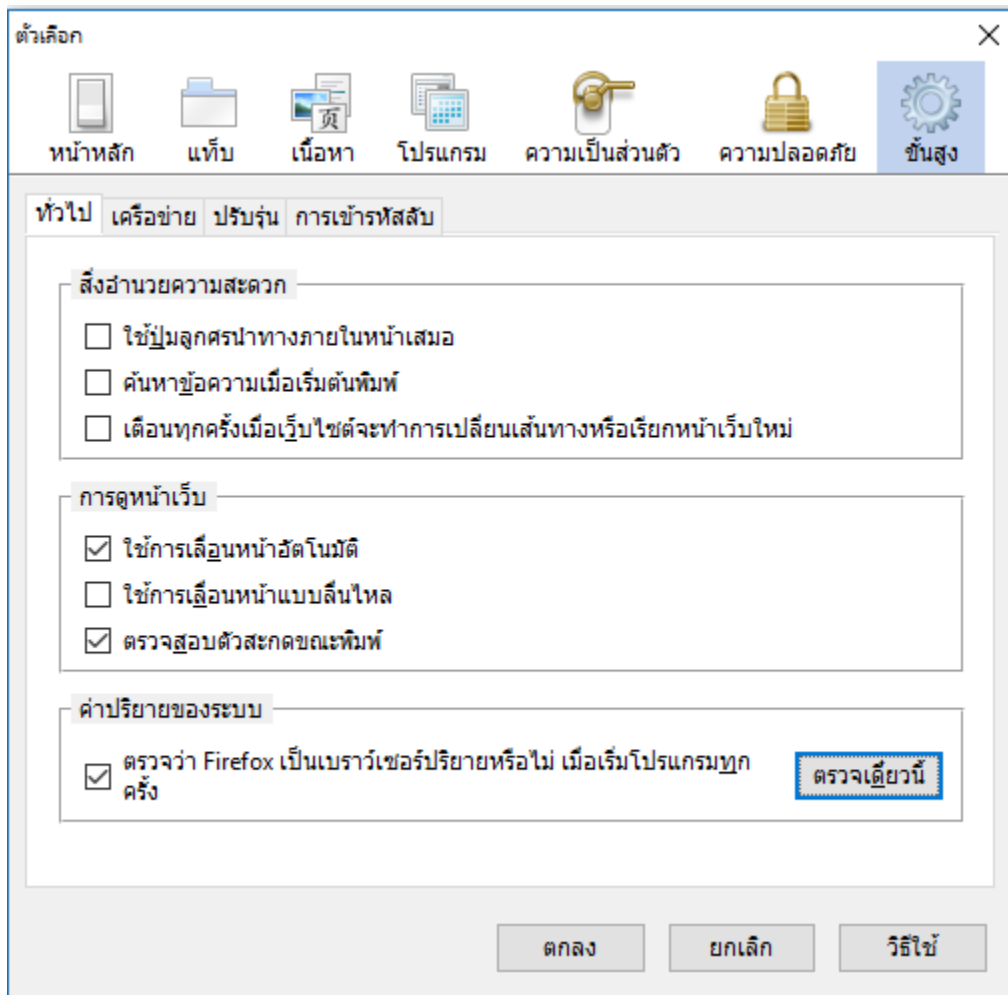 ตัวเลือก
页
หน้าหลัก แท็บ เนื้อหา โปรแกรม ความเป็นส่วนตัว ความปลอดภัย ขั้นสูง
ทั่วไป เครือข่าย ปรับรุ่น การเข้ารหัสลับ
สิ่งอำนวยความสะดวก
ใช้ปุ่มลูกศรนำทางภายในหน้าเสมอ
ค้นหาข้อความเมื่อเริ่มต้นพิมพ์
เตือนทุกครั้งเมื่อเว็บไซต์จะทำการเปลี่ยนเส้นทางหรือเรียกหน้าเว็บใหม่
การดูหน้าเว็บ
ใช้การเลื่อนหน้าอัตโนมัติ
ใช้การเลื่อนหน้าแบบลื่นไหล
ตรวจสอบตัวสะกดขณะพิมพ์
ค่าปริยายของระบบ
ตรวจว่า Firefox เป็นเบราว์เซอร์ปริยายหรือไม่ เมื่อเริ่มโปรแกรมทุก
ครั้ง
ตรวจเดี๋ยวนี้
ตกลง ยกเลิก วิธีใช้